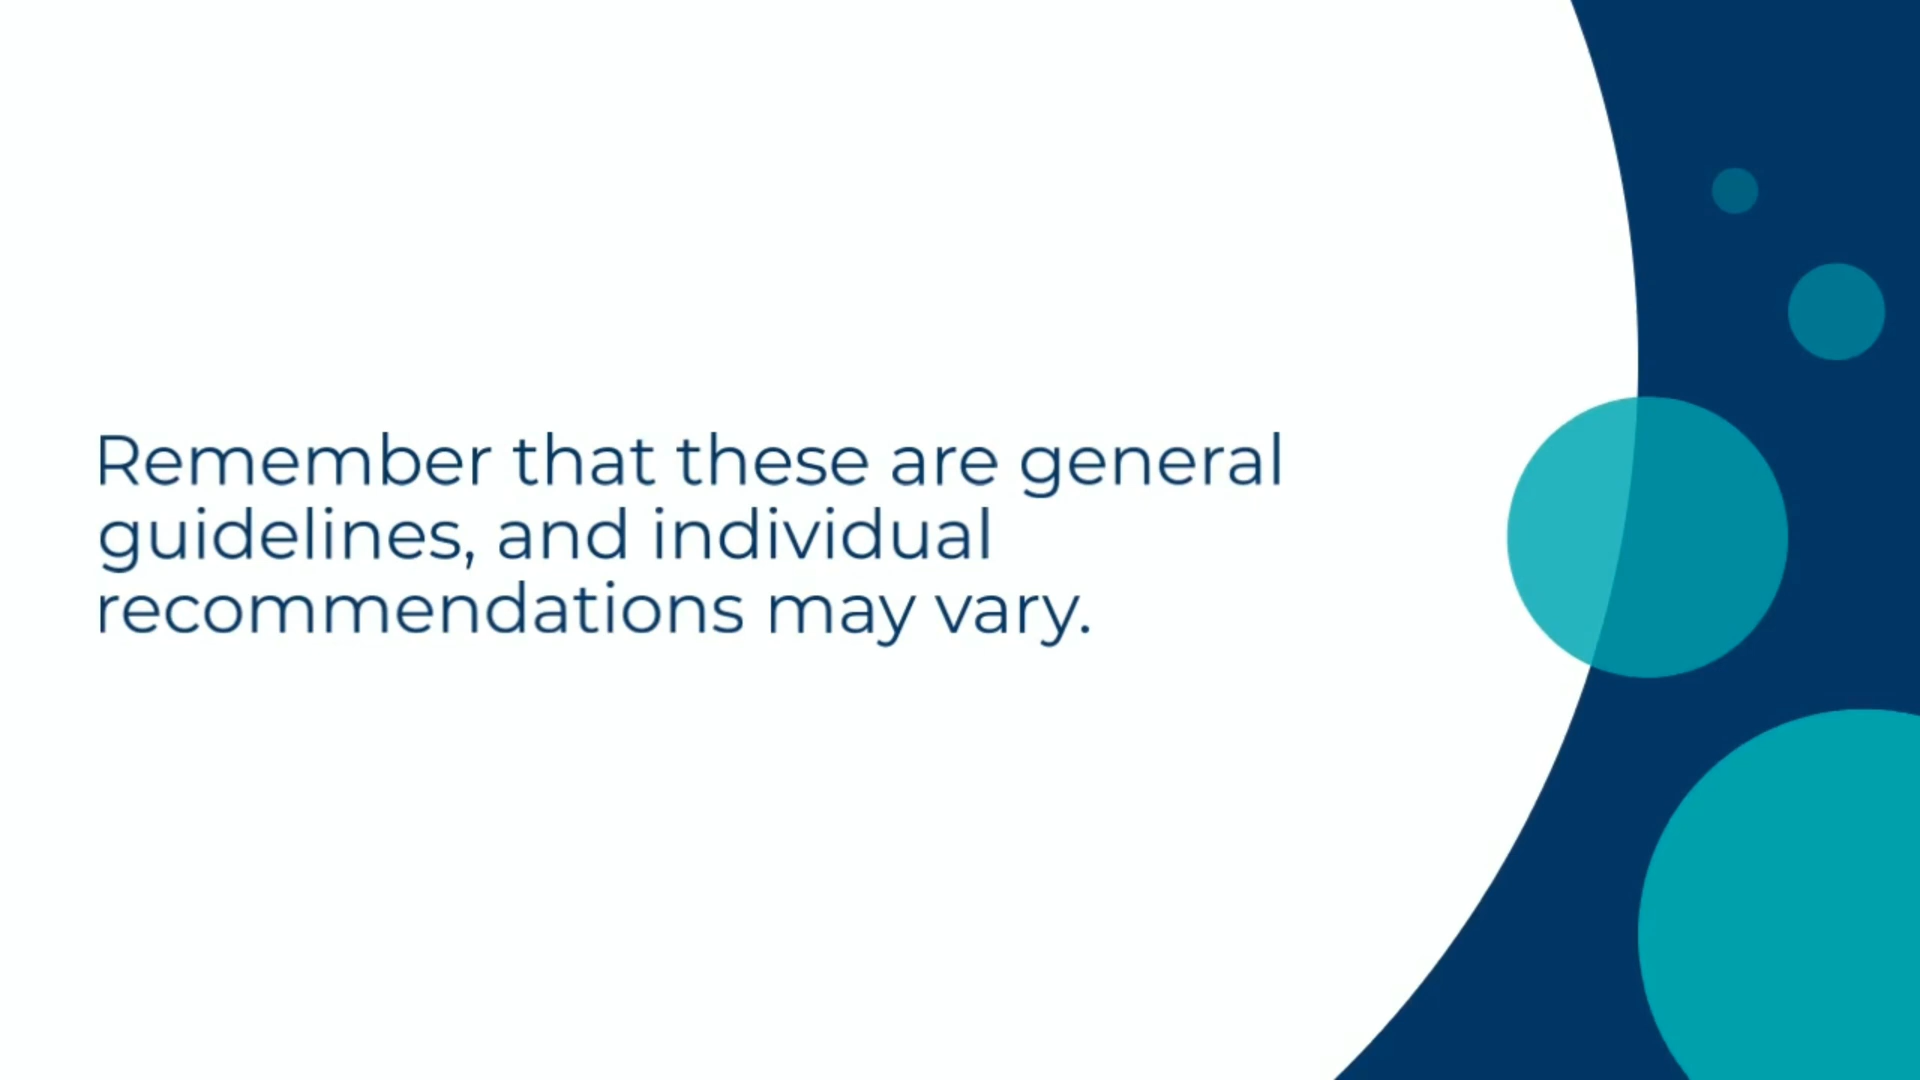 Remember that these are general
guidelines, and individual
recommendations may vary.